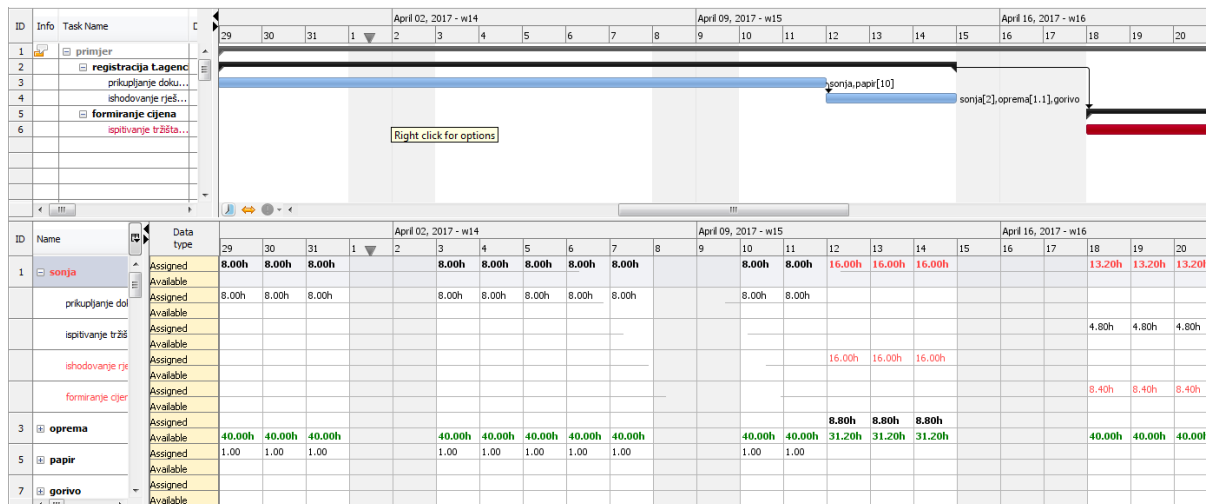 ID Info Task Name D
April 02, 2017 - w14 April 09, 2017 - w15 April 16, 2017 - w16
29 30 31 1 2 3 4 5 6 7 8 9 10 11 12 13 14 15 16 17 18 19 20
1 primjer
2 registracija t.agenc
3 prikupljanje doku... sonja,papir[10]
4 ishodovanje rješ... sonja[2],oprema[1.1],gorivo
5 formiranje cijena
6 ispitivanje tržišta...
Right click for options
ID Name Data type
April 02, 2017 - w14 April 09, 2017 - w15 April 16, 2017 - w16
29 30 31 1 2 3 4 5 6 7 8 9 10 11 12 13 14 15 16 17 18 19 20
1 sonja Assigned 8.00h 8.00h 8.00h 8.00h 8.00h 8.00h 8.00h 8.00h 8.00h 8.00h 16.00h 16.00h 16.00h 13.20h 13.20h 13.20
Available
prikupljanje dol Assigned 8.00h 8.00h 8.00h 8.00h 8.00h 8.00h 8.00h 8.00h 8.00h 8.00h
Available
ispitivanje tržiš Assigned 4.80h 4.80h 4.80h
Available
ishodovanje rje Assigned 16.00h 16.00h 16.00h
Available
formiranje cijer Assigned 8.40h 8.40h 8.40h
Available
3 oprema Assigned 8.80h 8.80h 8.80h
Available 40.00h 40.00h 40.00h 40.00h 40.00h 40.00h 40.00h 40.00h 40.00h 40.00h 31.20h 31.20h 31.20h 40.00h 40.00h 40.00
5 papir Assigned 1.00 1.00 1.00 1.00 1.00 1.00 1.00 1.00 1.00 1.00
Available
7 gorivo Assigned
Available